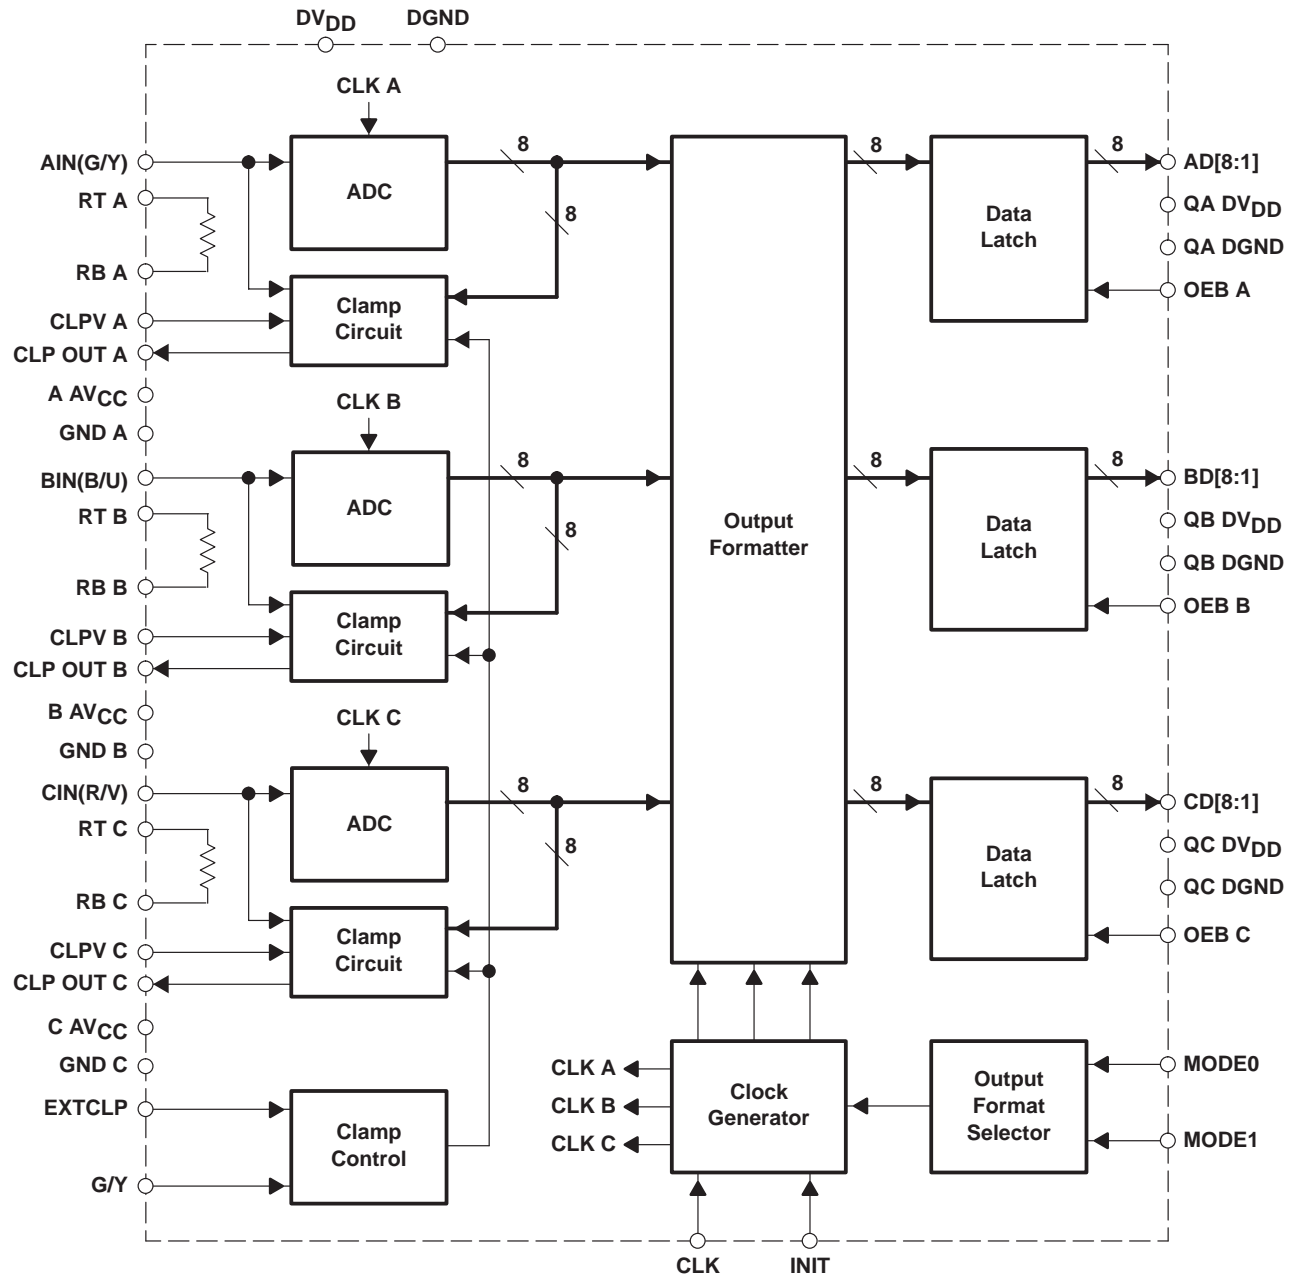 DVDD
DGND
CLK A
AIN(G/Y)
RT A
RB A
CLPV A
CLP OUT A
A AVCC
GND A
ADC
8
8
Clamp
Circuit
CLK B
BIN(B/U)
RT B
RB B
CLPV B
CLP OUT B
B AVCC
GND B
ADC
8
8
Clamp
Circuit
CLK C
CIN(R/V)
RT C
RB C
CLPV C
CLP OUT C
C AVCC
GND C
ADC
8
8
Clamp
Circuit
EXTCLP
G/Y
Clamp
Control
Output
Formatter
8
Data
Latch
8
AD[8:1]
QA DVDD
QA DGND
OEB A
8
Data
Latch
8
BD[8:1]
QB DVDD
QB DGND
OEB B
8
Data
Latch
8
CD[8:1]
QC DVDD
QC DGND
OEB C
CLK A
CLK B
CLK C
Clock
Generator
Output
Format
Selector
MODE0
MODE1
CLK
INIT